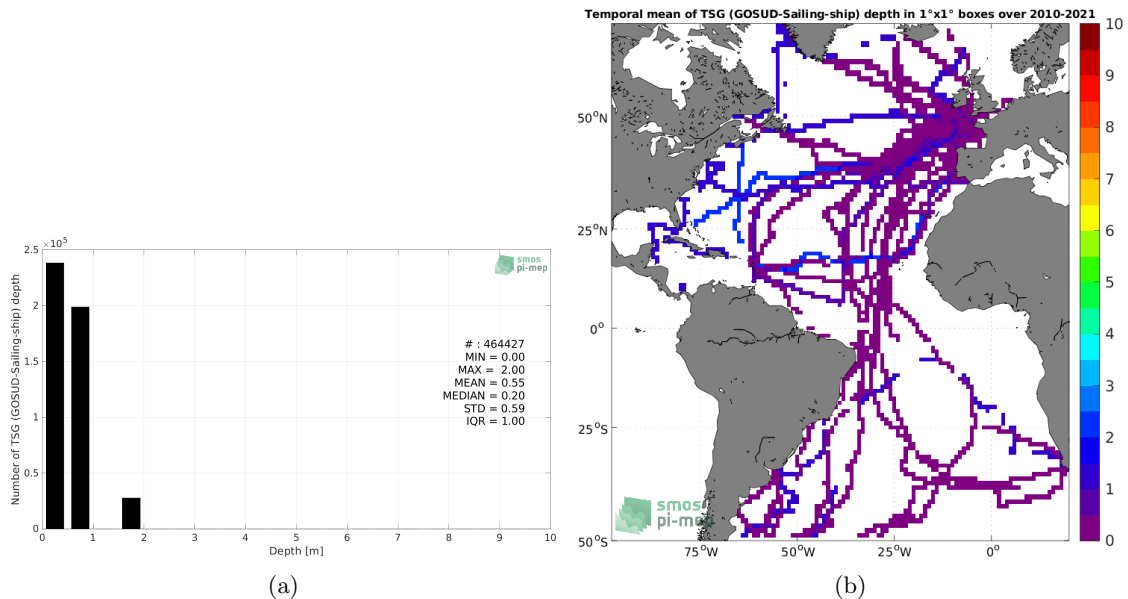 Temporal mean of TSG (GOSUD-Sailing-ship) depth in 1°x1° boxes over 2010-2021
×10^5
2.5
2
1.5
1
0.5
0
Number of TSG (GOSUD-Sailing-ship) depth
smos
pi-mep
# : 464427
MIN = 0.00
MAX = 2.00
MEAN = 0.55
MEDIAN = 0.20
STD = 0.59
IQR = 1.00
0 1 2 3 4 5 6 7 8 9 10
Depth [m]
(a)
50°N
25°N
0°
25°S
50°S
75°W 50°W 25°W 0°
smos
pi-mep
10
9
8
7
6
5
4
3
2
1
0
(b)